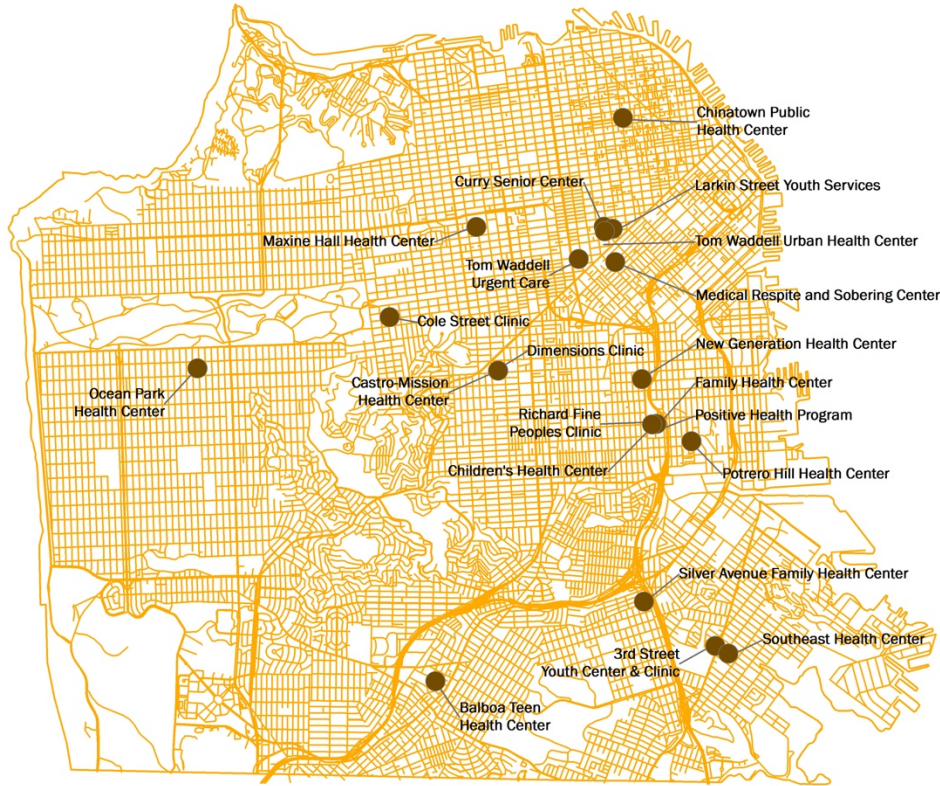 Chinatown Public
Health Center
Curry Senior Center
Larkin Street Youth Services
Maxine Hall Health Center
Tom Waddell Urban Health Center
Tom Waddell
Urgent Care
Medical Respite and Sobering Center
Cole Street Clinic
New Generation Health Center
Dimensions Clinic
Castro-Mission
Health Center
Ocean Park
Health Center
Family Health Center
Richard Fine
Peoples Clinic
Positive Health Program
Children's Health Center
Potrero Hill Health Center
Silver Avenue Family Health Center
Southeast Health Center
3rd Street
Youth Center & Clinic
Balboa Teen
Health Center